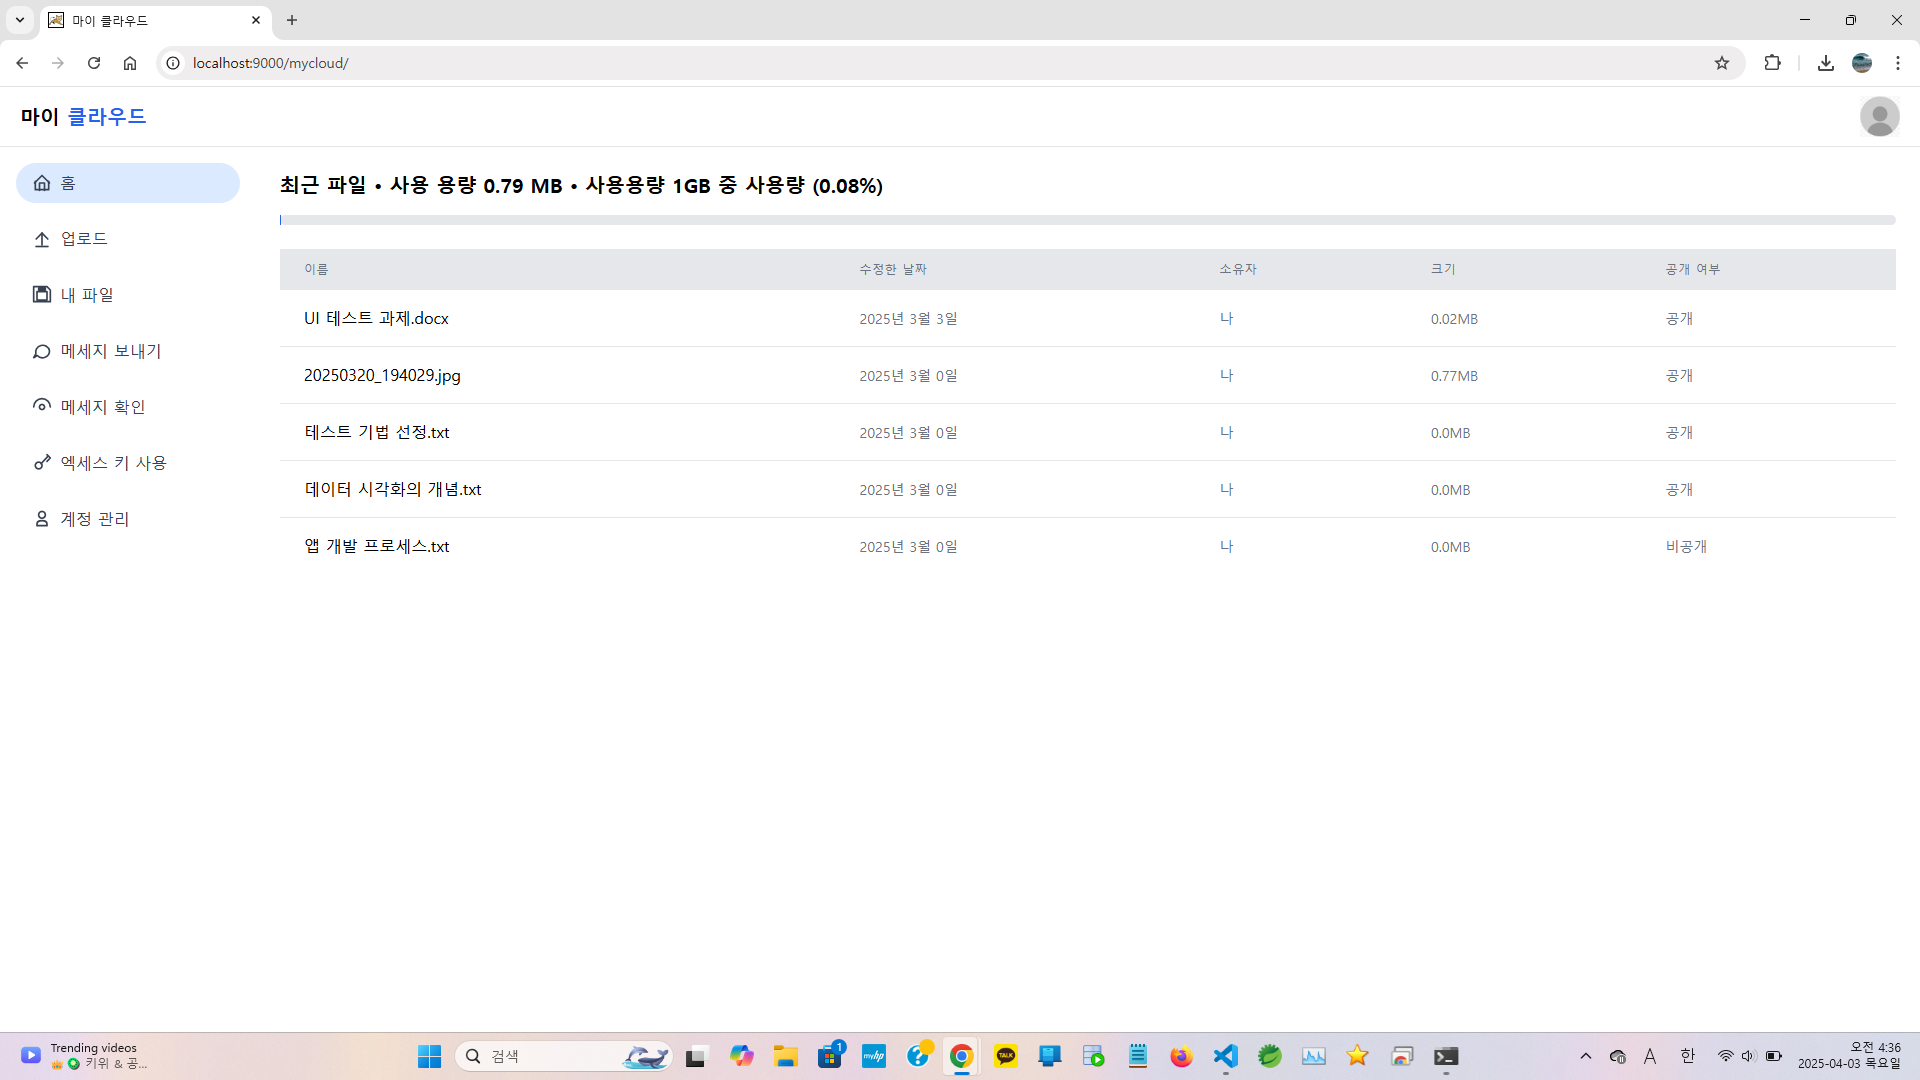 마이 클라우드
localhost:9000/mycloud/
마이 클라우드
홈
업로드
내 파일
메세지 보내기
메세지 확인
엑세스 키 사용
계정 관리
최근 파일 • 사용 용량 0.79 MB • 사용용량 1GB 중 사용량 (0.08%)
이름 수정한 날짜 소유자 크기 공개 여부
UI 테스트 과제.docx 2025년 3월 3일 나 0.02MB 공개
20250320_194029.jpg 2025년 3월 0일 나 0.77MB 공개
테스트 기법 선정.txt 2025년 3월 0일 나 0.0MB 공개
데이터 시각화의 개념.txt 2025년 3월 0일 나 0.0MB 공개
앱 개발 프로세스.txt 2025년 3월 0일 나 0.0MB 비공개
Trending videos
키위 & 공...
검색
1
myhp
TALK
A
한
오전 4:36
2025-04-03 목요일